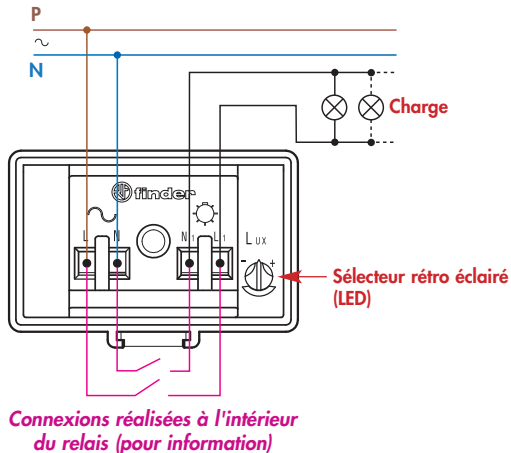 P
N
Charge
finder
L N N1 L1 LUX
- +
Sélecteur rétro éclairé
(LED)
Connexions réalisées à l'intérieur
du relais (pour information)